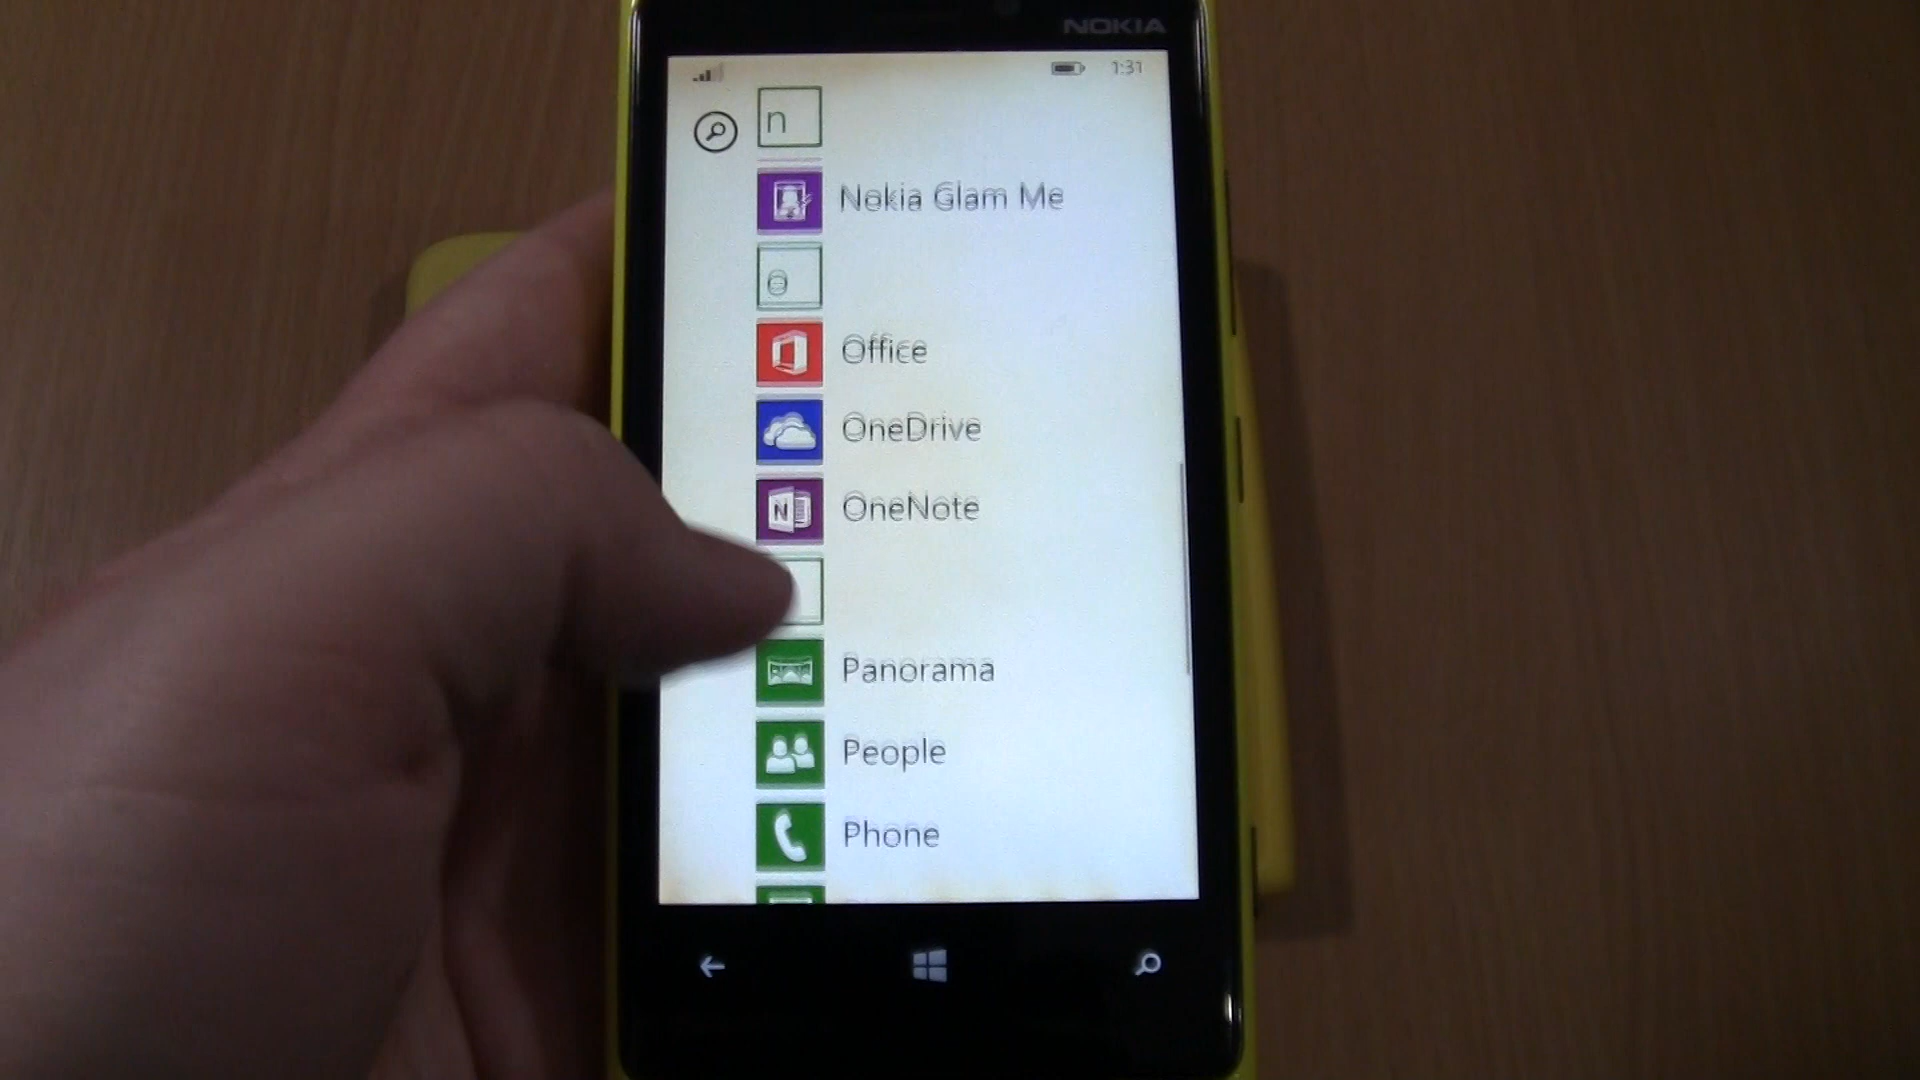 NOKIA
1:31
n
Nokia Glam Me
o
Office
OneDrive
N
OneNote
Panorama
People
Phone